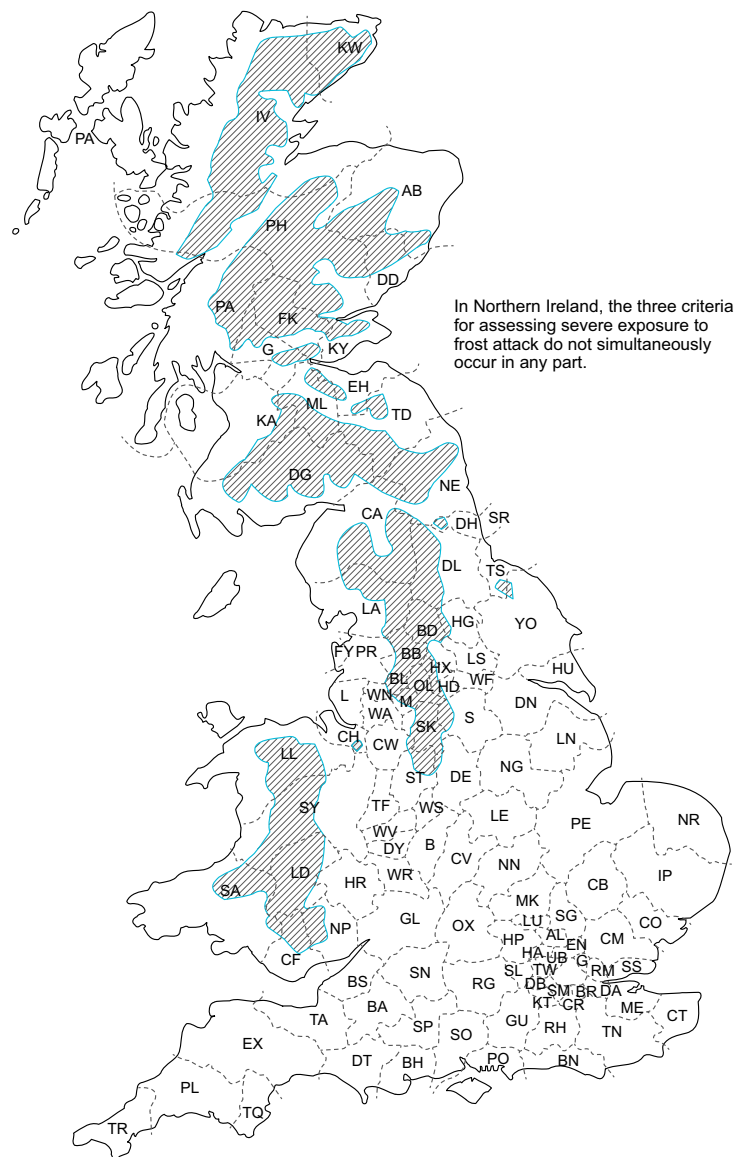 KW
IV
PA
AB
PH
DD
PA
FK
In Northern Ireland, the three criteria
for assessing severe exposure to
frost attack do not simultaneously
occur in any part.
G
KY
EH
ML
KA
TD
DG
NE
CA
DH
SR
DL
TS
LA
HG
YO
BD
FY
PR
BB
LS
HX
HU
BL
OL
HD
WF
L
WN
M
DN
WA
SK
S
CH
CW
LN
LL
ST
DE
NG
SY
TF
WS
LE
PE
NR
WV
DY
B
CV
NN
LD
HR
WR
CB
IP
SA
MK
NP
GL
OX
LU
SG
CO
HP
AL
EN
CM
CF
HA
UB
G
SL
TW
RM
SS
BS
SN
RG
DB
SM
BR
DA
KT
CR
ME
CT
TA
BA
SP
SO
GU
RH
TN
EX
DT
BH
PO
BN
PL
TQ
TR